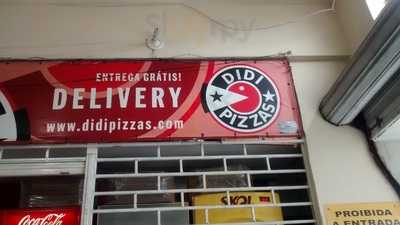 ENTREGA GRÁTIS!
DELIVERY
www.didipizzas.com
DIDI
PIZZAS
Coca-Cola
SKOL
PROIBIDA
A ENTRADA